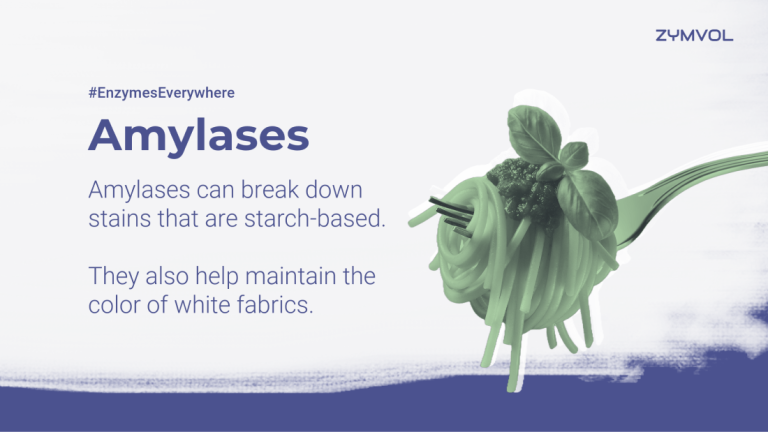 ZYMVOL
#EnzymesEverywhere
Amylases
Amylases can break down
stains that are starch-based.
They also help maintain the
color of white fabrics.